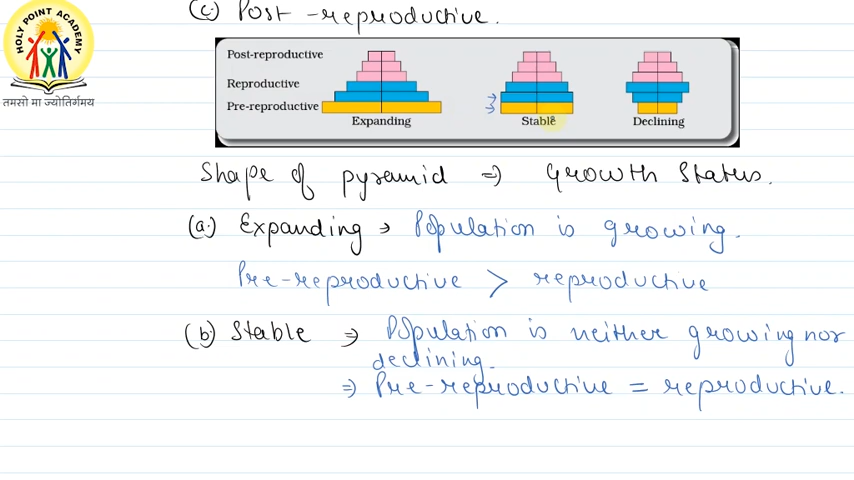 (c) Post-reproductive.
HOLY POINT ACADEMY
तमसो मा ज्योतिर्गमय
Post-reproductive
Reproductive
Pre-reproductive
Expanding
Stable
Declining
Shape of pyramid ⇒ Growth Status.
(a.) Expanding → Population is growing.
Pre-reproductive > reproductive
(b) Stable ⇒ Population is neither growing nor
declining.
⇒ Pre-reproductive = reproductive.